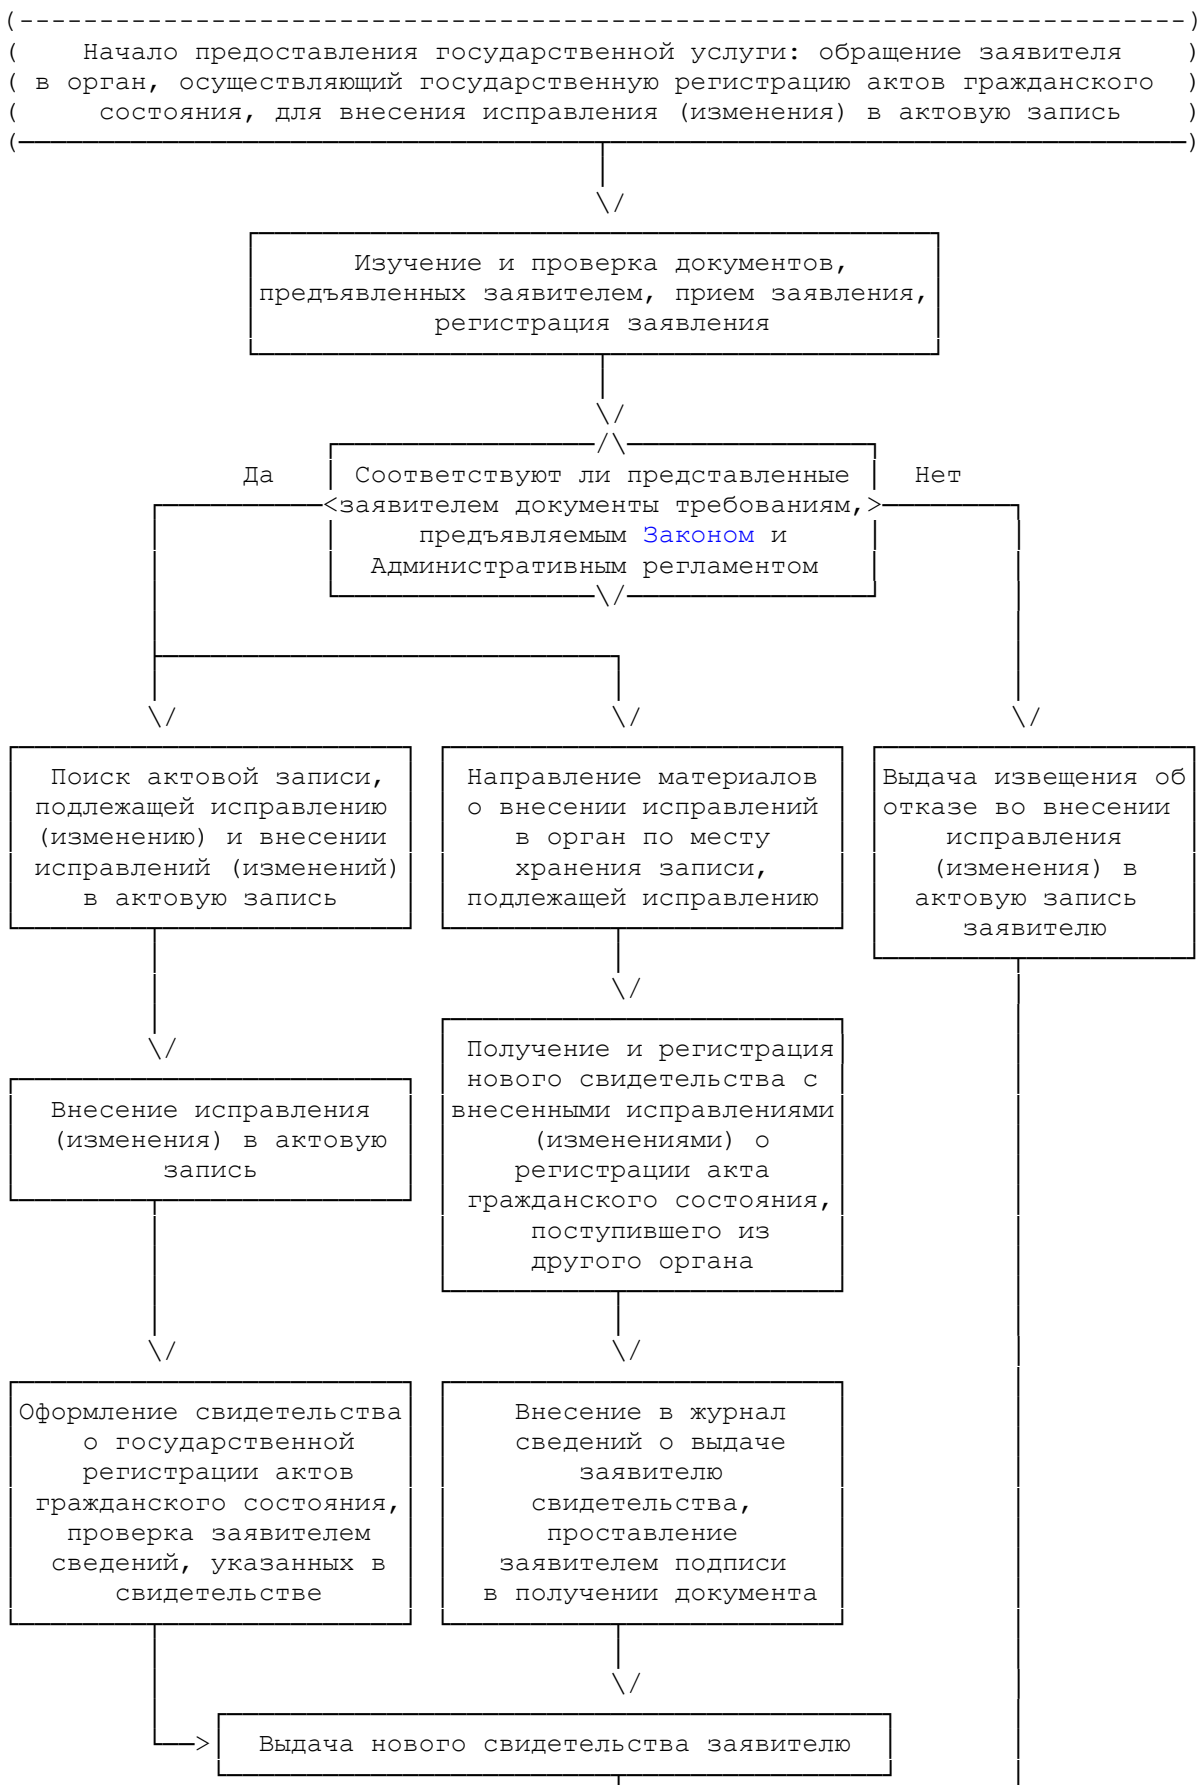 Начало предоставления государственной услуги: обращение заявителя
в орган, осуществляющий государственную регистрацию актов гражданского
состояния, для внесения исправления (изменения) в актовую запись
Изучение и проверка документов,
предъявленных заявителем, прием заявления,
регистрация заявления
Да
Соответствуют ли представленные
Нет
заявителем документы требованиям,
предъявляемым Законом и
Административным регламентом
Поиск актовой записи,
подлежащей исправлению
(изменению) и внесении
исправлений (изменений)
в актовую запись
Направление материалов
о внесении исправлений
в орган по месту
хранения записи,
подлежащей исправлению
Выдача извещения об
отказе во внесении
исправления
(изменения) в
актовую запись
заявителю
Внесение исправления
(изменения) в актовую
запись
Получение и регистрация
нового свидетельства с
внесенными исправлениями
(изменениями) о
регистрации акта
гражданского состояния,
поступившего из
другого органа
Оформление свидетельства
о государственной
регистрации актов
гражданского состояния,
проверка заявителем
сведений, указанных в
свидетельстве
Внесение в журнал
сведений о выдаче
заявителю
свидетельства,
проставление
заявителем подписи
в получении документа
Выдача нового свидетельства заявителю